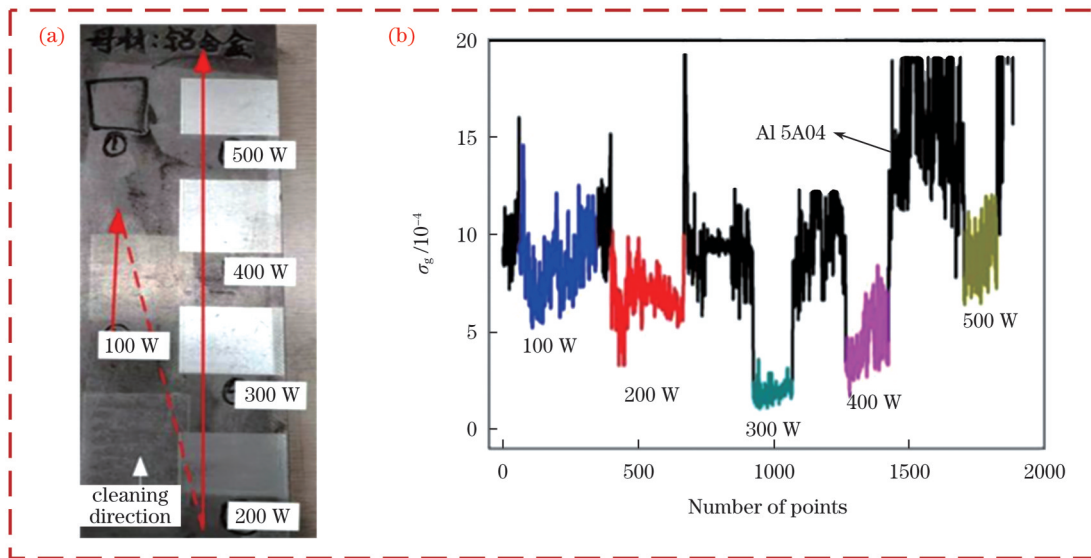 (a)
母材:铝合金
①
500 W
400 W
100 W
300 W
cleaning
direction
200 W
(b)
20
15
10
5
0
σg /10⁻⁴
Al 5A04
100 W
200 W
300 W
400 W
500 W
0
500
1000
1500
2000
Number of points